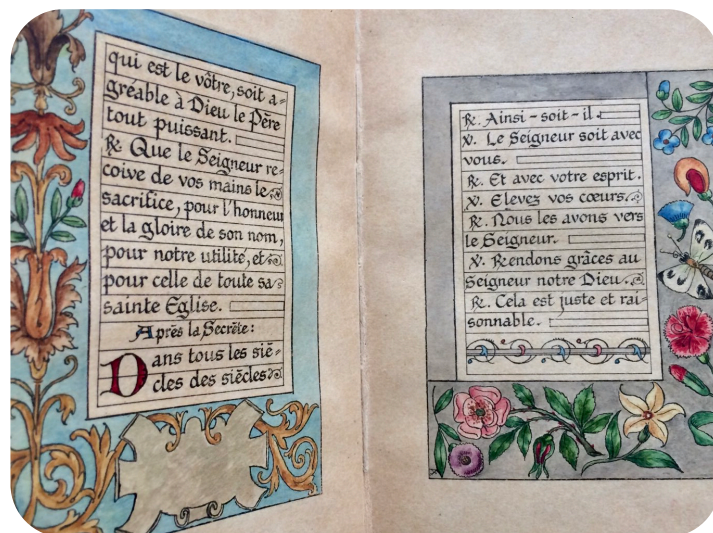 qui est le vôtre, soit a-
gréable à Dieu le Père
tout puissant.
℟. Que le Seigneur re-
coive de vos mains le
sacrifice, pour l'honneur
et la gloire de son nom,
pour notre utilité, et
pour celle de toute sa
sainte Eglise.
Après la Secrète:
Dans tous les siè-
cles des siècles
℟. Ainsi-soit-il.
℣. Le Seigneur soit avec
vous.
℟. Et avec votre esprit.
℣. Elevez vos cœurs.
℟. Nous les avons vers
le Seigneur.
℣. Rendons grâces au
Seigneur notre Dieu.
℟. Cela est juste et rai-
sonnable.